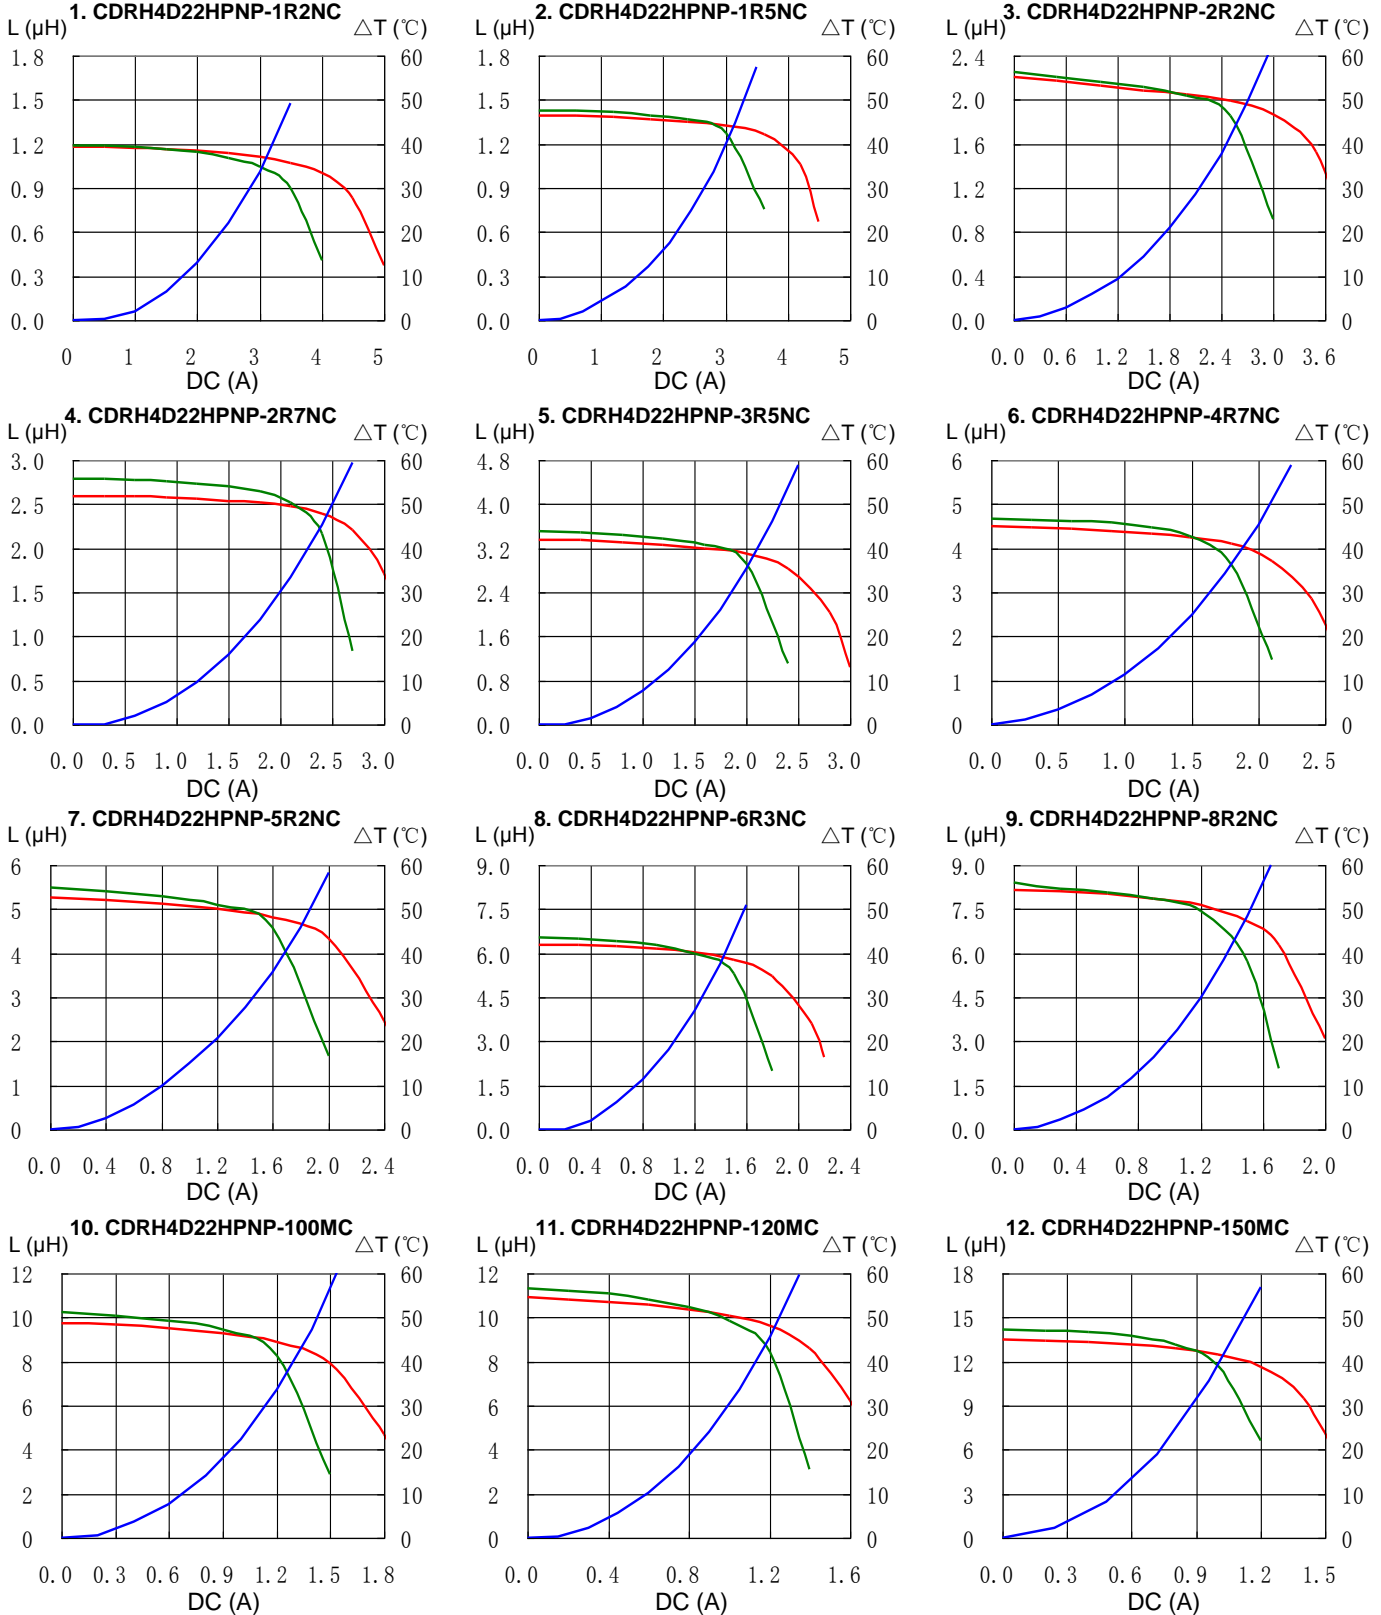 1. CDRH4D22HPNP-1R2NC
L (μH) △T (℃)
1.8 60
1.5 50
1.2 40
0.9 30
0.6 20
0.3 10
0.0 0
0 1 2 3 4 5
DC (A)
2. CDRH4D22HPNP-1R5NC
L (μH) △T (℃)
1.8 60
1.5 50
1.2 40
0.9 30
0.6 20
0.3 10
0.0 0
0 1 2 3 4 5
DC (A)
3. CDRH4D22HPNP-2R2NC
L (μH) △T (℃)
2.4 60
2.0 50
1.6 40
1.2 30
0.8 20
0.4 10
0.0 0
0.0 0.6 1.2 1.8 2.4 3.0 3.6
DC (A)
4. CDRH4D22HPNP-2R7NC
L (μH) △T (℃)
3.0 60
2.5 50
2.0 40
1.5 30
1.0 20
0.5 10
0.0 0
0.0 0.5 1.0 1.5 2.0 2.5 3.0
DC (A)
5. CDRH4D22HPNP-3R5NC
L (μH) △T (℃)
4.8 60
4.0 50
3.2 40
2.4 30
1.6 20
0.8 10
0.0 0
0.0 0.5 1.0 1.5 2.0 2.5 3.0
DC (A)
6. CDRH4D22HPNP-4R7NC
L (μH) △T (℃)
6 60
5 50
4 40
3 30
2 20
1 10
0 0
0.0 0.5 1.0 1.5 2.0 2.5
DC (A)
7. CDRH4D22HPNP-5R2NC
L (μH) △T (℃)
6 60
5 50
4 40
3 30
2 20
1 10
0 0
0.0 0.4 0.8 1.2 1.6 2.0 2.4
DC (A)
8. CDRH4D22HPNP-6R3NC
L (μH) △T (℃)
9.0 60
7.5 50
6.0 40
4.5 30
3.0 20
1.5 10
0.0 0
0.0 0.4 0.8 1.2 1.6 2.0 2.4
DC (A)
9. CDRH4D22HPNP-8R2NC
L (μH) △T (℃)
9.0 60
7.5 50
6.0 40
4.5 30
3.0 20
1.5 10
0.0 0
0.0 0.4 0.8 1.2 1.6 2.0
DC (A)
10. CDRH4D22HPNP-100MC
L (μH) △T (℃)
12 60
10 50
8 40
6 30
4 20
2 10
0 0
0.0 0.3 0.6 0.9 1.2 1.5 1.8
DC (A)
11. CDRH4D22HPNP-120MC
L (μH) △T (℃)
12 60
10 50
8 40
6 30
4 20
2 10
0 0
0.0 0.4 0.8 1.2 1.6
DC (A)
12. CDRH4D22HPNP-150MC
L (μH) △T (℃)
18 60
15 50
12 40
9 30
6 20
3 10
0 0
0.0 0.3 0.6 0.9 1.2 1.5
DC (A)